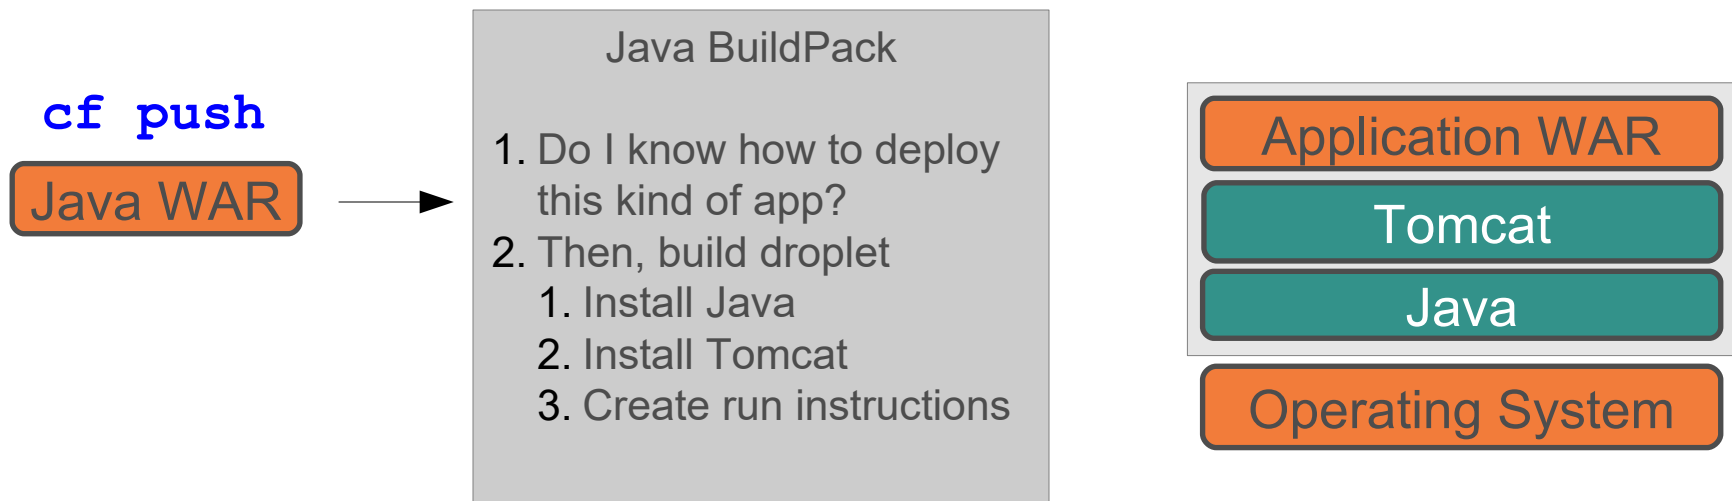 cf push
Java WAR
Java BuildPack
1. Do I know how to deploy
this kind of app?
2. Then, build droplet
1. Install Java
2. Install Tomcat
3. Create run instructions
Application WAR
Tomcat
Java
Operating System